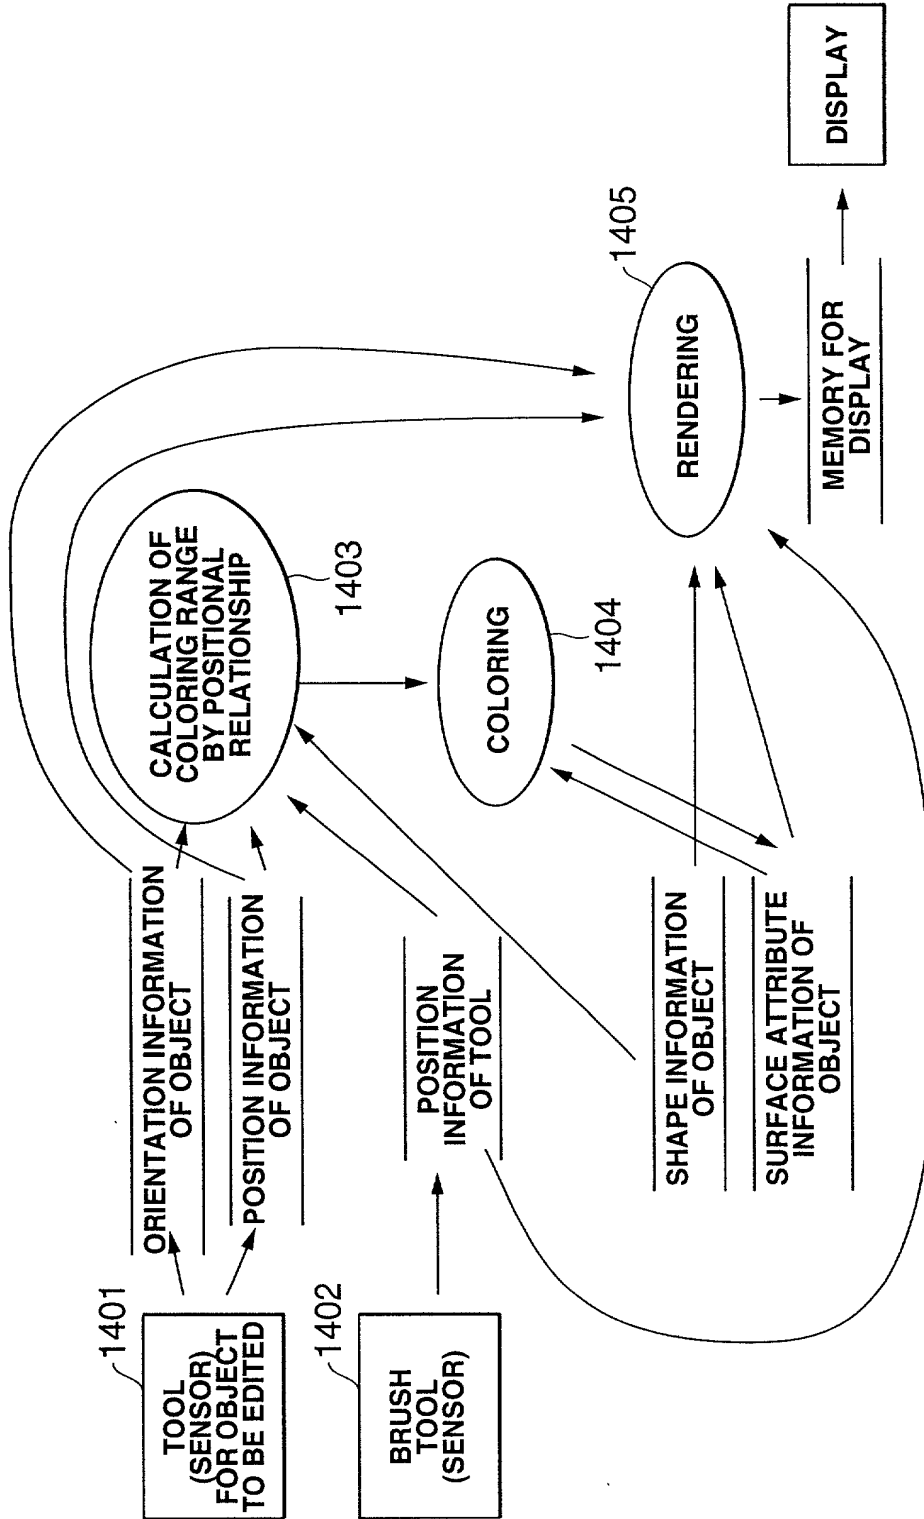 1401
TOOL
(SENSOR)
FOR OBJECT
TO BE EDITED
ORIENTATION INFORMATION
OF OBJECT
POSITION INFORMATION
OF OBJECT
1402
BRUSH
TOOL
(SENSOR)
POSITION
INFORMATION
OF TOOL
CALCULATION OF
COLORING RANGE
BY POSITIONAL
RELATIONSHIP
1403
COLORING
1404
SHAPE INFORMATION
OF OBJECT
SURFACE ATTRIBUTE
INFORMATION OF
OBJECT
1405
RENDERING
MEMORY FOR
DISPLAY
DISPLAY